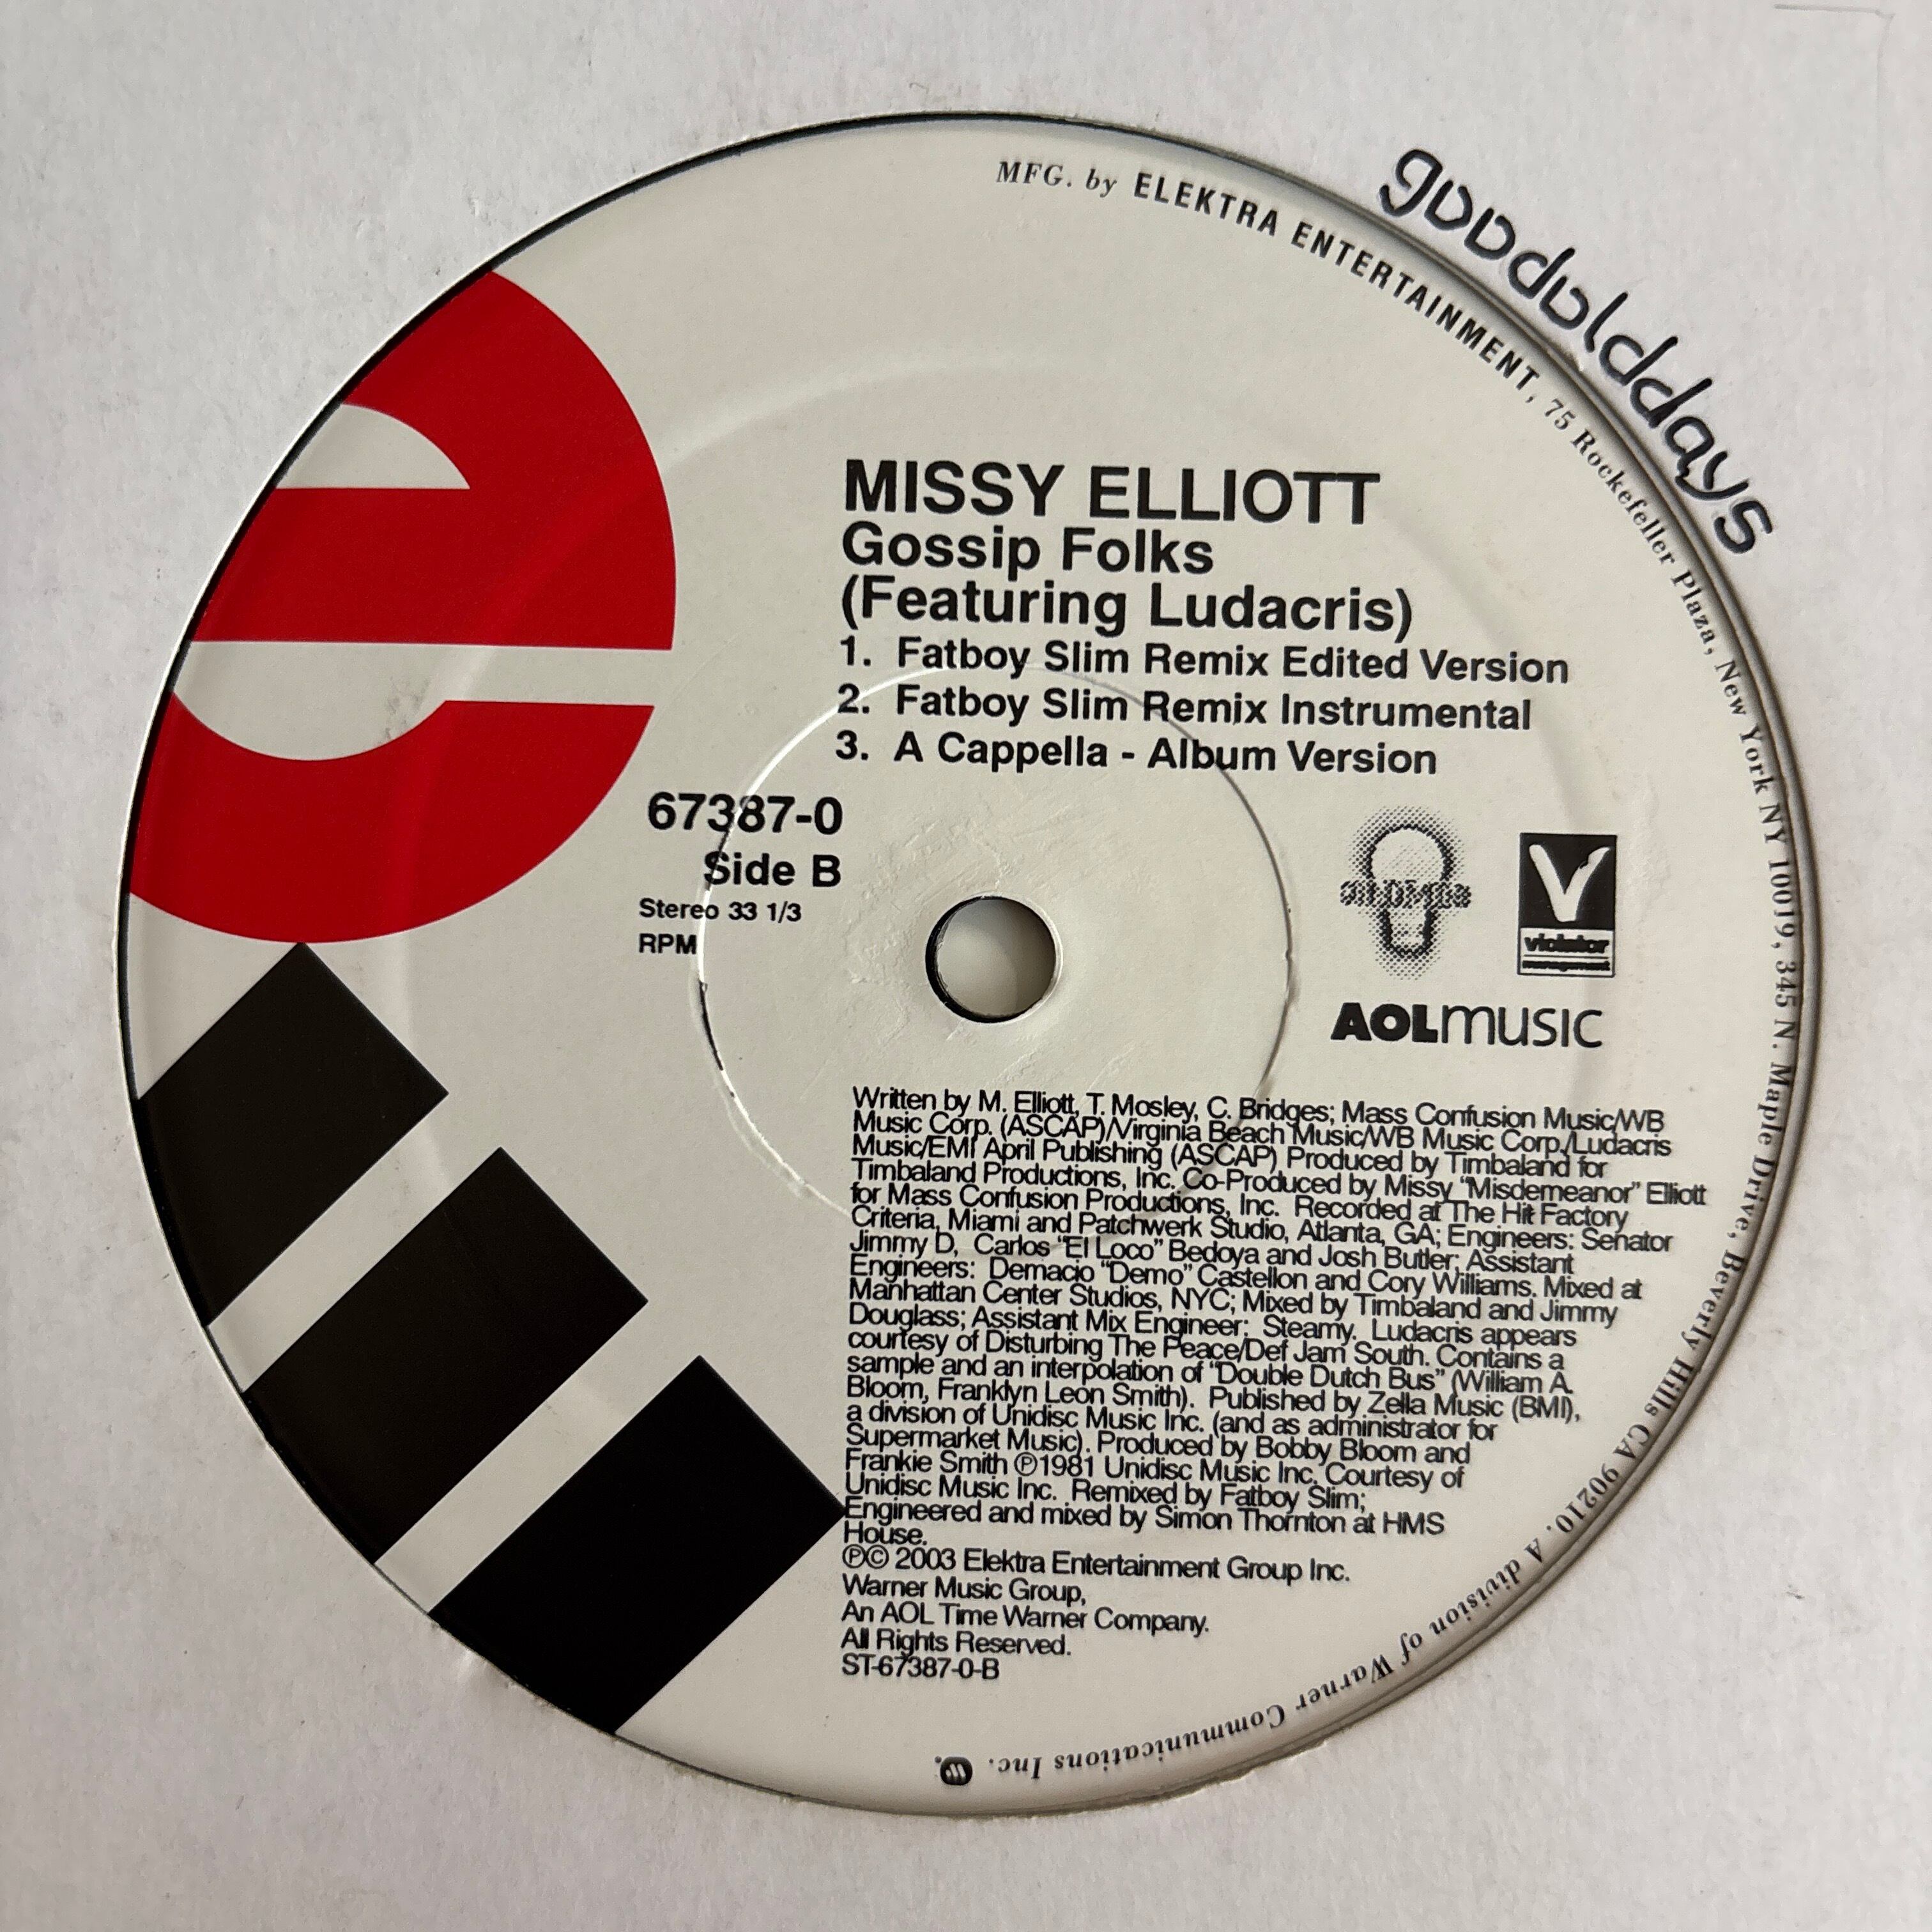 gooolddays
MFG. by ELEKTRA ENTERTAINMENT, 75 Rockefeller Plaza, New York NY 10019, 345 N. Maple Drive, Beverly Hills CA 90210. A division of Warner Communications Inc.
MISSY ELLIOTT
Gossip Folks
(Featuring Ludacris)
1. Fatboy Slim Remix Edited Version
2. Fatboy Slim Remix Instrumental
3. A Cappella - Album Version
67387-0
Side B
Stereo 33 1/3
RPM
violator
management
AOLMUSIC
Written by M. Elliott, T. Mosley, C. Bridges; Mass Confusion Music/WB
Music Corp. (ASCAP)/Virginia Beach Music/WB Music Corp./Ludacris
Music/EMI April Publishing (ASCAP) Produced by Timbaland for
Timbaland Productions, Inc. Co-Produced by Missy “Misdemeanor” Elliott
for Mass Confusion Productions, Inc. Recorded at The Hit Factory
Criteria, Miami and Patchwerk Studio, Atlanta, GA; Engineers: Senator
Jimmy D, Carlos “El Loco” Bedoya and Josh Butler; Assistant
Engineers: Demacio “Demo” Castellon and Cory Williams. Mixed at
Manhattan Center Studios, NYC; Mixed by Timbaland and Jimmy
Douglass; Assistant Mix Engineer: Steamy. Ludacris appears
courtesy of Disturbing The Peace/Def Jam South. Contains a
sample and an interpolation of “Double Dutch Bus” (William A.
Bloom, Franklyn Leon Smith). Published by Zella Music (BMI),
a division of Unidisc Music Inc. (and as administrator for
Supermarket Music). Produced by Bobby Bloom and
Frankie Smith ℗1981 Unidisc Music Inc. Courtesy of
Unidisc Music Inc. Remixed by Fatboy Slim;
Engineered and mixed by Simon Thornton at HMS
House.
℗© 2003 Elektra Entertainment Group Inc.
Warner Music Group,
An AOL Time Warner Company.
All Rights Reserved.
ST-67387-0-B